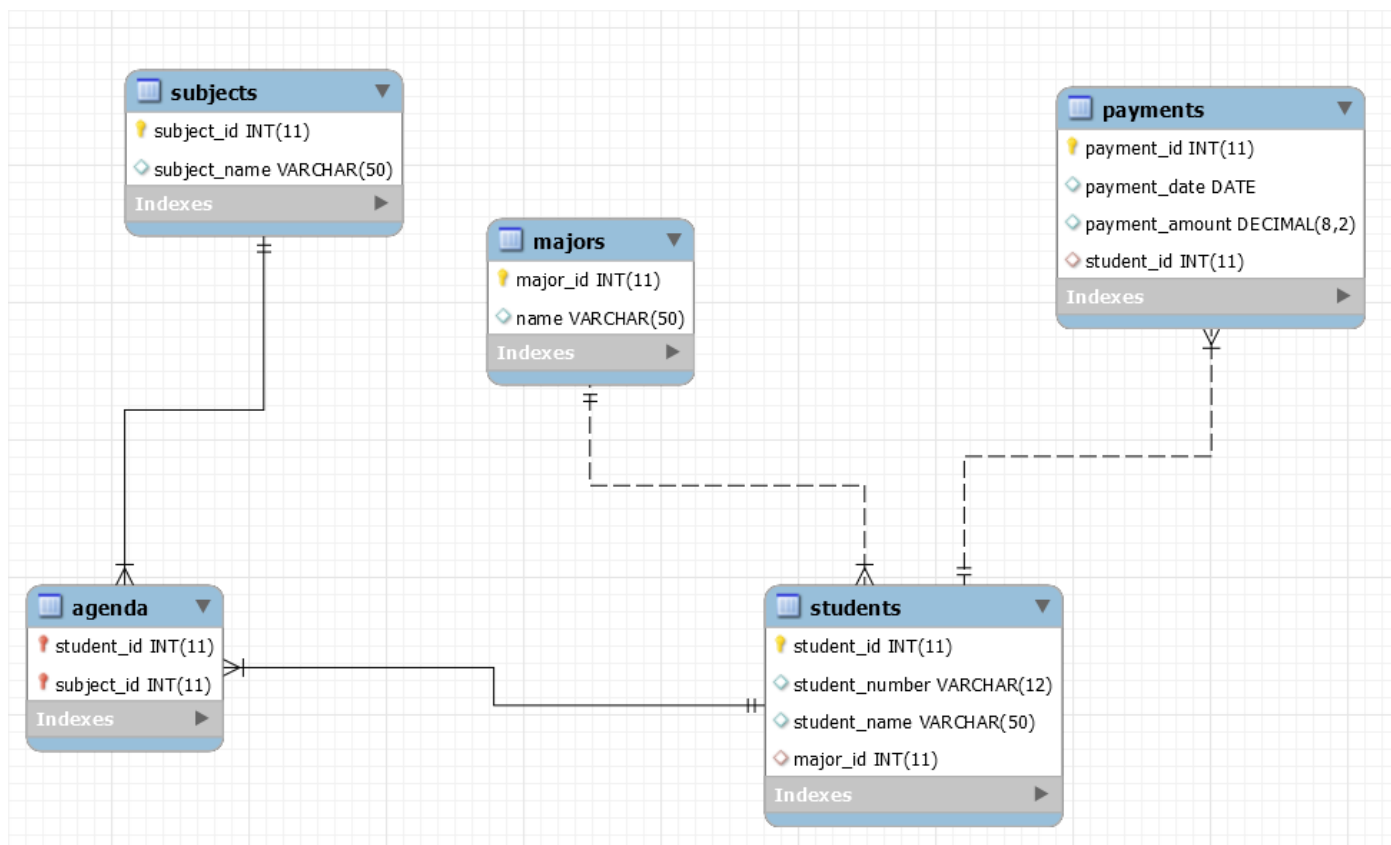 subjects
subject_id INT(11)
subject_name VARCHAR(50)
Indexes
majors
major_id INT(11)
name VARCHAR(50)
Indexes
payments
payment_id INT(11)
payment_date DATE
payment_amount DECIMAL(8,2)
student_id INT(11)
Indexes
agenda
student_id INT(11)
subject_id INT(11)
Indexes
students
student_id INT(11)
student_number VARCHAR(12)
student_name VARCHAR(50)
major_id INT(11)
Indexes